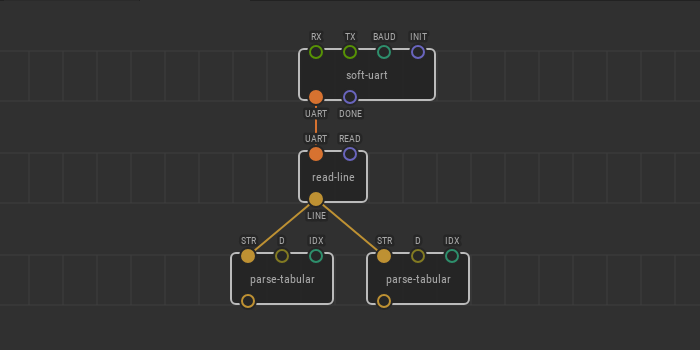 RX TX BAUD INIT
soft-uart
UART DONE
UART READ
read-line
LINE
STR D IDX STR D IDX
parse-tabular parse-tabular